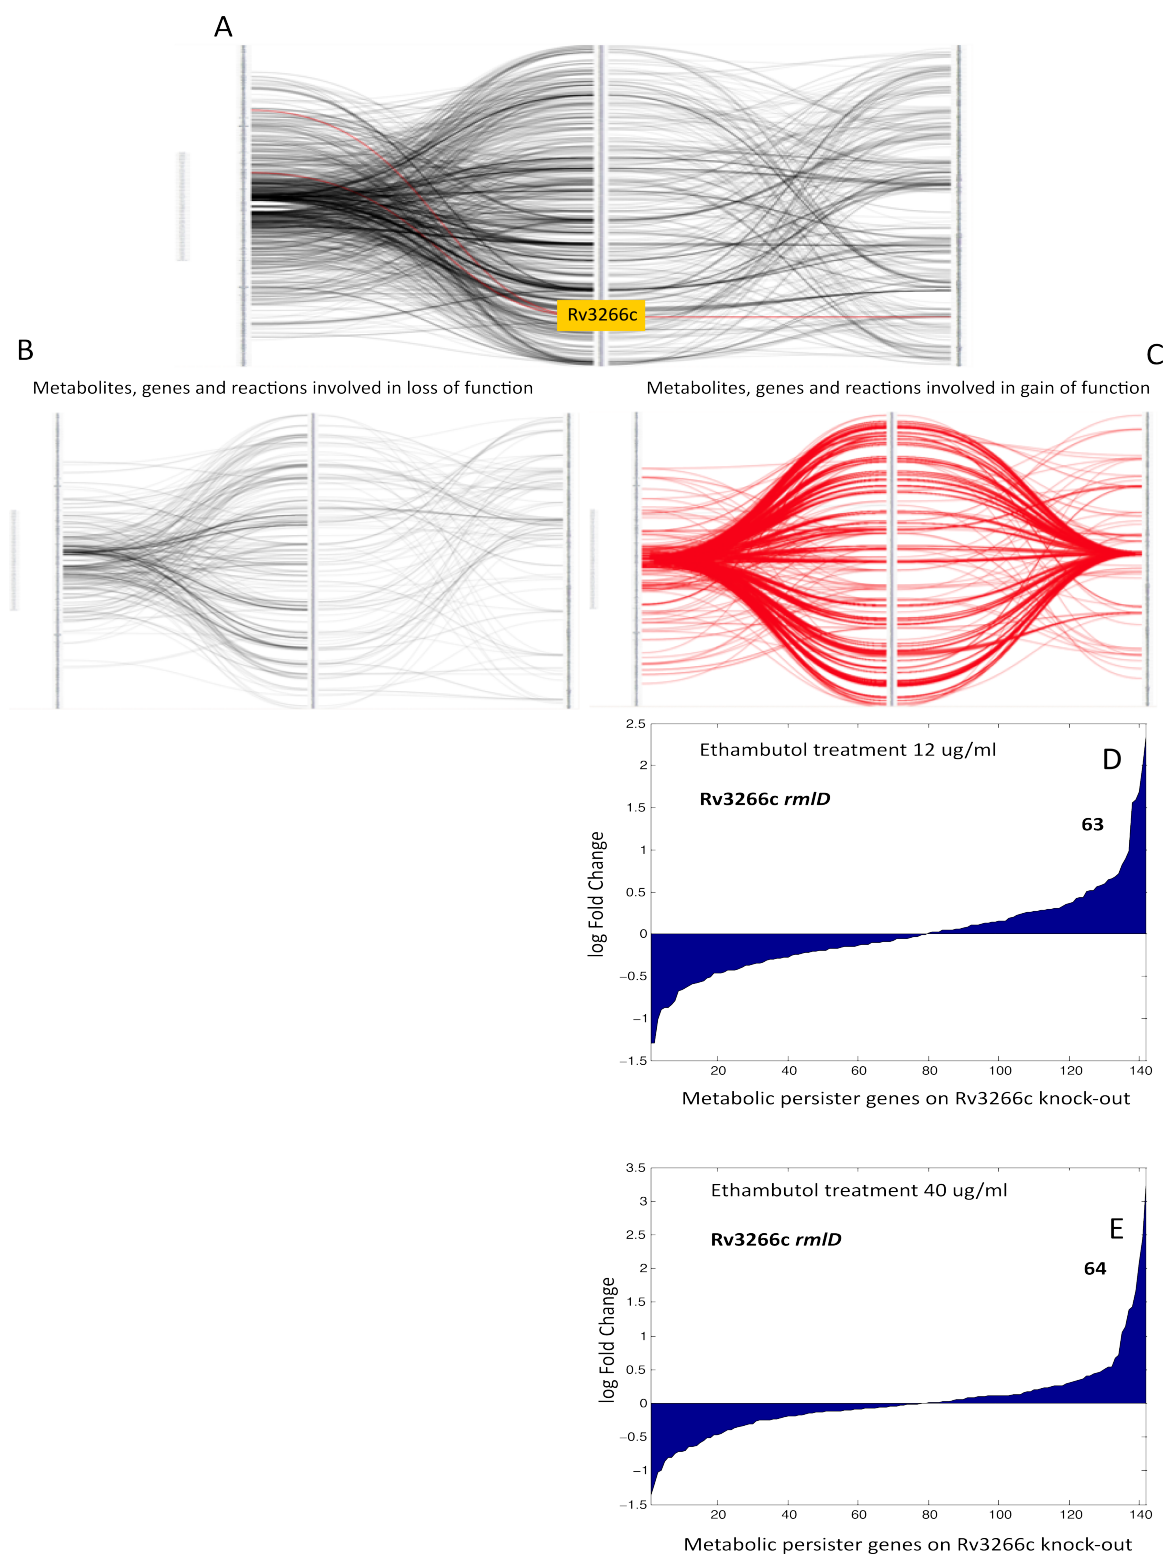 A
Rv3266c
B
C
Metabolites, genes and reactions involved in loss of function
Metabolites, genes and reactions involved in gain of function
2.5
2
1.5
1
0.5
0
−0.5
−1
−1.5
log Fold Change
Ethambutol treatment 12 ug/ml
D
Rv3266c rmlD
63
20 40 60 80 100 120 140
Metabolic persister genes on Rv3266c knock-out
3.5
3
2.5
2
1.5
1
0.5
0
−0.5
−1
−1.5
log Fold Change
Ethambutol treatment 40 ug/ml
E
Rv3266c rmlD
64
20 40 60 80 100 120 140
Metabolic persister genes on Rv3266c knock-out